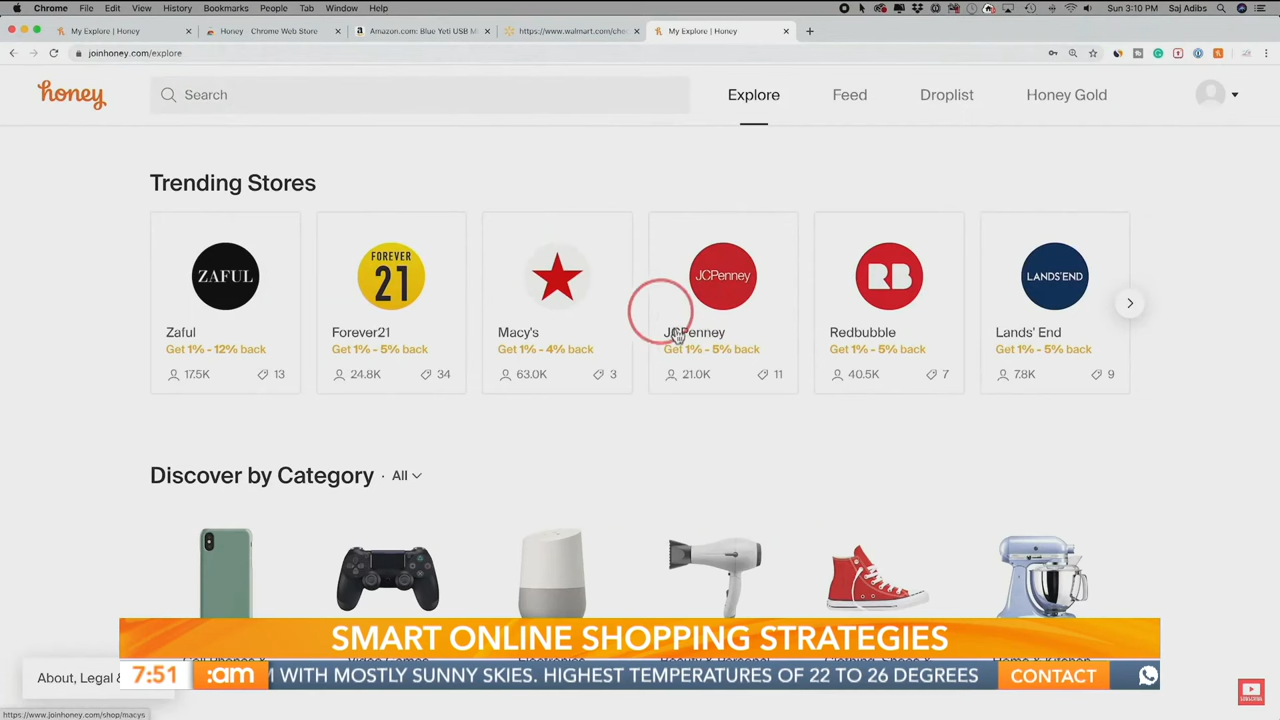 Chrome File Edit View History Bookmarks People Tab Window Help Sun 3:10 PM Saj Adibs
My Explore | Honey Honey Chrome Web Store Amazon.com: Blue Yeti USB M https://www.walmart.com/che My Explore | Honey
joinhoney.com/explore
honey Search Explore Feed Droplist Honey Gold
Trending Stores
ZAFUL FOREVER 21 JCPenney RB LANDS' END
Zaful Forever21 Macy's JCPenney Redbubble Lands' End
Get 1% - 12% back Get 1% - 5% back Get 1% - 4% back Get 1% - 5% back Get 1% - 5% back Get 1% - 5% back
17.5K 13 24.8K 34 63.0K 3 21.0K 11 40.5K 7 7.8K 9
Discover by Category · All
SMART ONLINE SHOPPING STRATEGIES
About, Legal & 7:51 :am M WITH MOSTLY SUNNY SKIES. HIGHEST TEMPERATURES OF 22 TO 26 DEGREES CONTACT
SUBSCRIBE
https://www.joinhoney.com/shop/macys